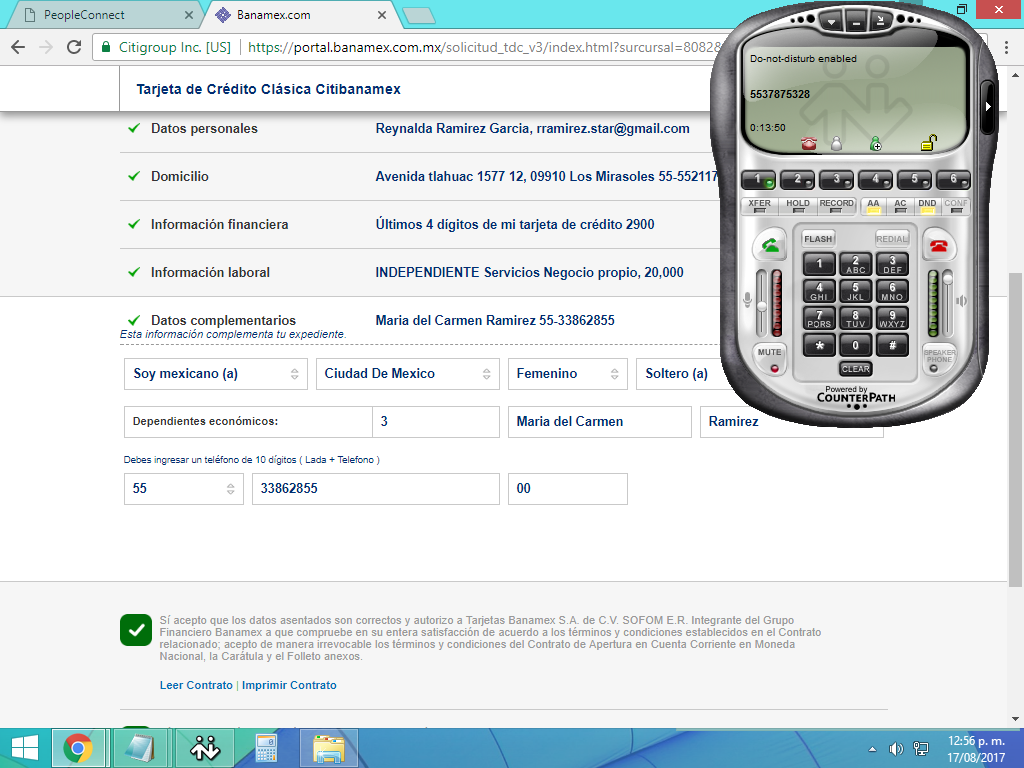 PeopleConnect
Banamex.com
Citigroup Inc. [US]
https://portal.banamex.com.mx/solicitud_tdc_v3/index.html?surcursal=8082
Tarjeta de Crédito Clásica Citibanamex
Datos personales
Reynalda Ramirez Garcia, rramirez.star@gmail.com
Domicilio
Avenida tlahuac 1577 12, 09910 Los Mirasoles 55-552117
Información financiera
Últimos 4 dígitos de mi tarjeta de crédito 2900
Información laboral
INDEPENDIENTE Servicios Negocio propio, 20,000
Datos complementarios
Maria del Carmen Ramirez 55-33862855
Esta información complementa tu expediente.
Soy mexicano (a)
Ciudad De Mexico
Femenino
Soltero (a)
Dependientes económicos:
3
Maria del Carmen
Ramirez
Debes ingresar un teléfono de 10 dígitos ( Lada + Telefono )
55
33862855
00
Sí acepto que los datos asentados son correctos y autorizo a Tarjetas Banamex S.A. de C.V. SOFOM E.R. Integrante del Grupo
Financiero Banamex a que compruebe en su entera satisfacción de acuerdo a los términos y condiciones establecidos en el Contrato
relacionado; acepto de manera irrevocable los términos y condiciones del Contrato de Apertura en Cuenta Corriente en Moneda
Nacional, la Carátula y el Folleto anexos.
Leer Contrato | Imprimir Contrato
Do-not-disturb enabled
5537875328
0:13:50
1 2 3 4 5 6
XFER HOLD RECORD AA AC DND CONF
FLASH REDIAL
1 2 ABC 3 DEF
4 GHI 5 JKL 6 MNO
7 PQRS 8 TUV 9 WXYZ
* 0 #
MUTE
CLEAR
SPEAKER
PHONE
Powered by
COUNTERPATH
12:56 p. m.
17/08/2017